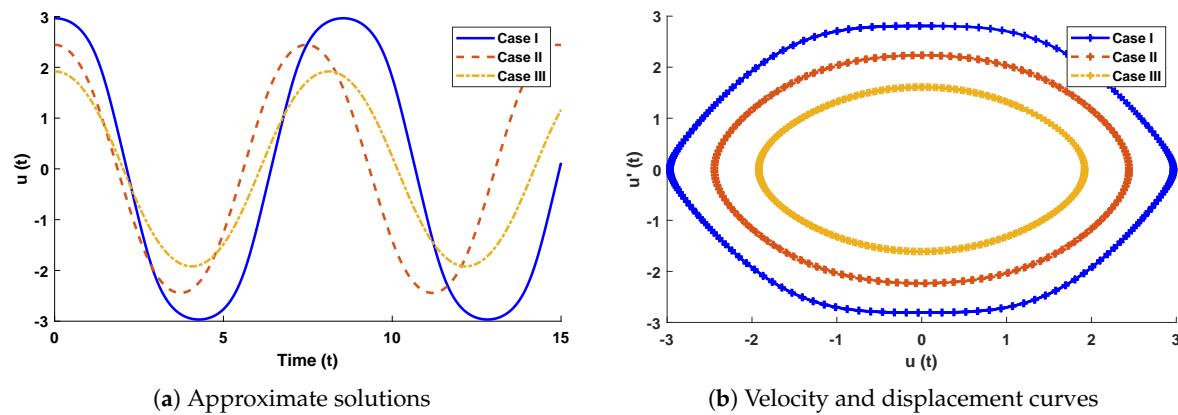 3
2
1
0
-1
-2
-3
u (t)
0
5
10
15
Time (t)
Case I
Case II
Case III
(a) Approximate solutions
3
2
1
0
-1
-2
-3
u' (t)
-3
-2
-1
0
1
2
3
u (t)
Case I
Case II
Case III
(b) Velocity and displacement curves